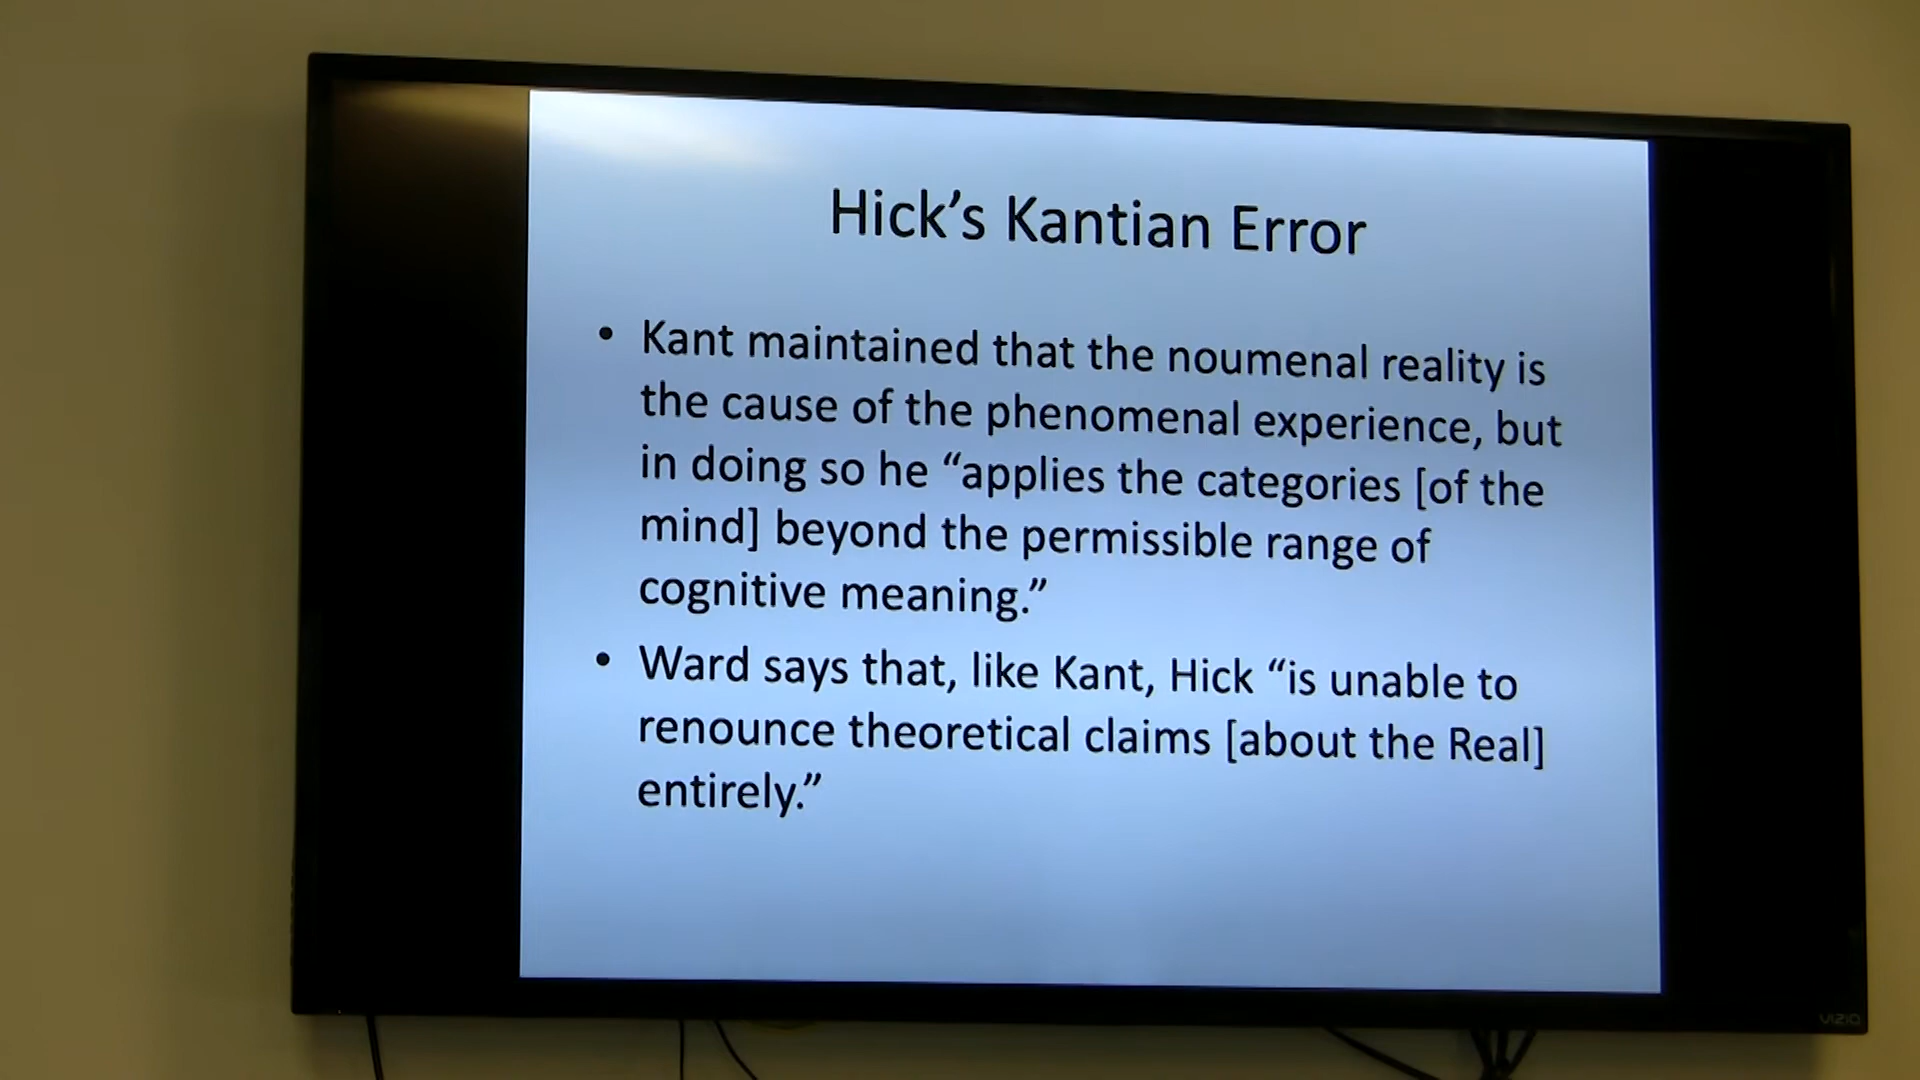 Hick’s Kantian Error
• Kant maintained that the noumenal reality is
the cause of the phenomenal experience, but
in doing so he “applies the categories [of the
mind] beyond the permissible range of
cognitive meaning.”
• Ward says that, like Kant, Hick “is unable to
renounce theoretical claims [about the Real]
entirely.”
VIZIO